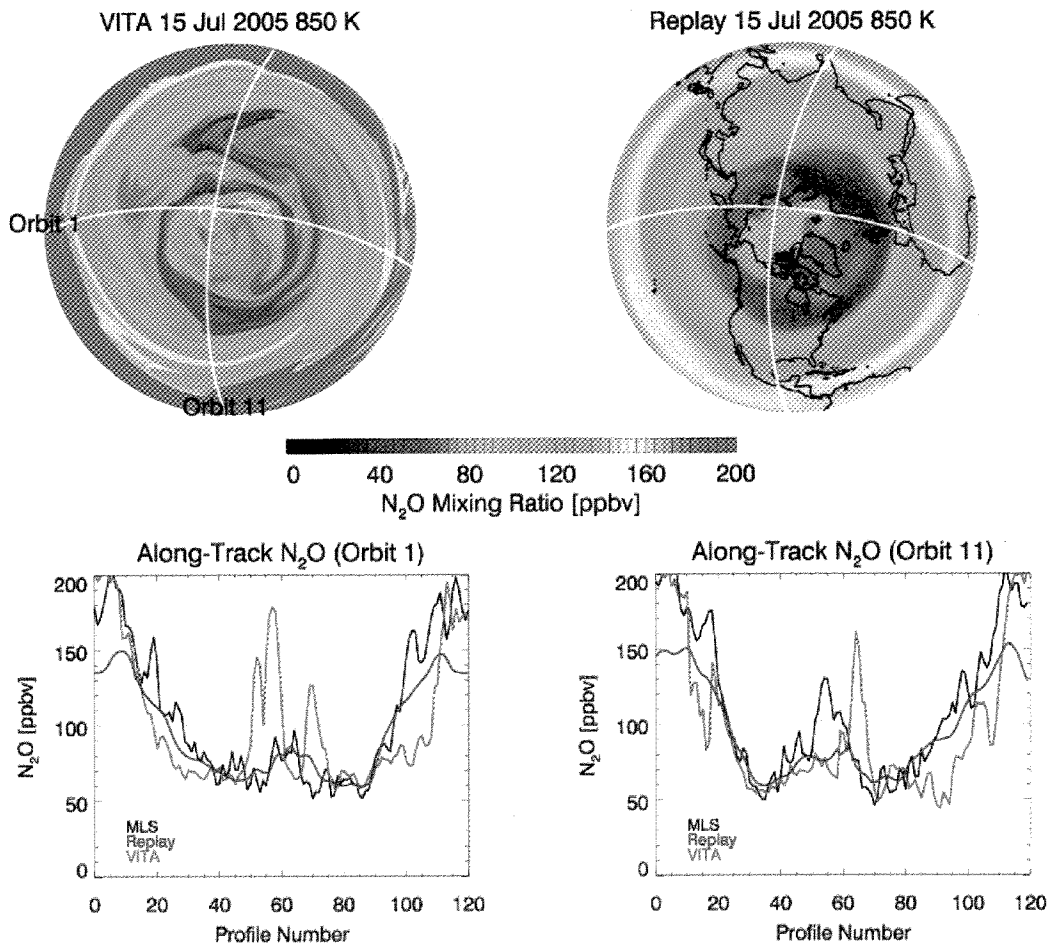 VITA 15 Jul 2005 850 K
Replay 15 Jul 2005 850 K
Orbit 1
Orbit 11
0 40 80 120 160 200
N₂O Mixing Ratio [ppbv]
Along-Track N₂O (Orbit 1)
200
150
100
50
0
N₂O [ppbv]
MLS
Replay
VITA
0 20 40 60 80 100 120
Profile Number
Along-Track N₂O (Orbit 11)
200
150
100
50
0
N₂O [ppbv]
MLS
Replay
VITA
0 20 40 60 80 100 120
Profile Number